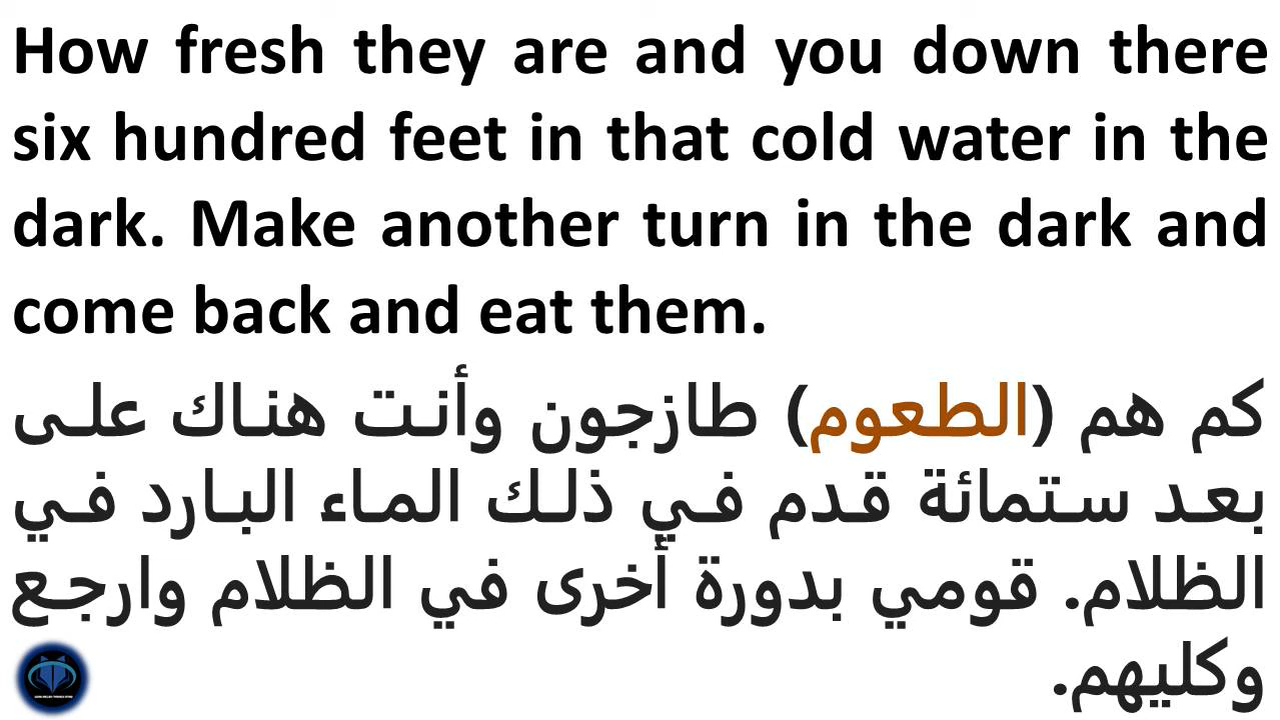 How fresh they are and you down there
six hundred feet in that cold water in the
dark. Make another turn in the dark and
come back and eat them.
كم هم (الطعوم) طازجون وأنت هناك على
بعد ستمائة قدم في ذلك الماء البارد في
الظلام. قومي بدورة أخرى في الظلام وارجع
وكليهم.